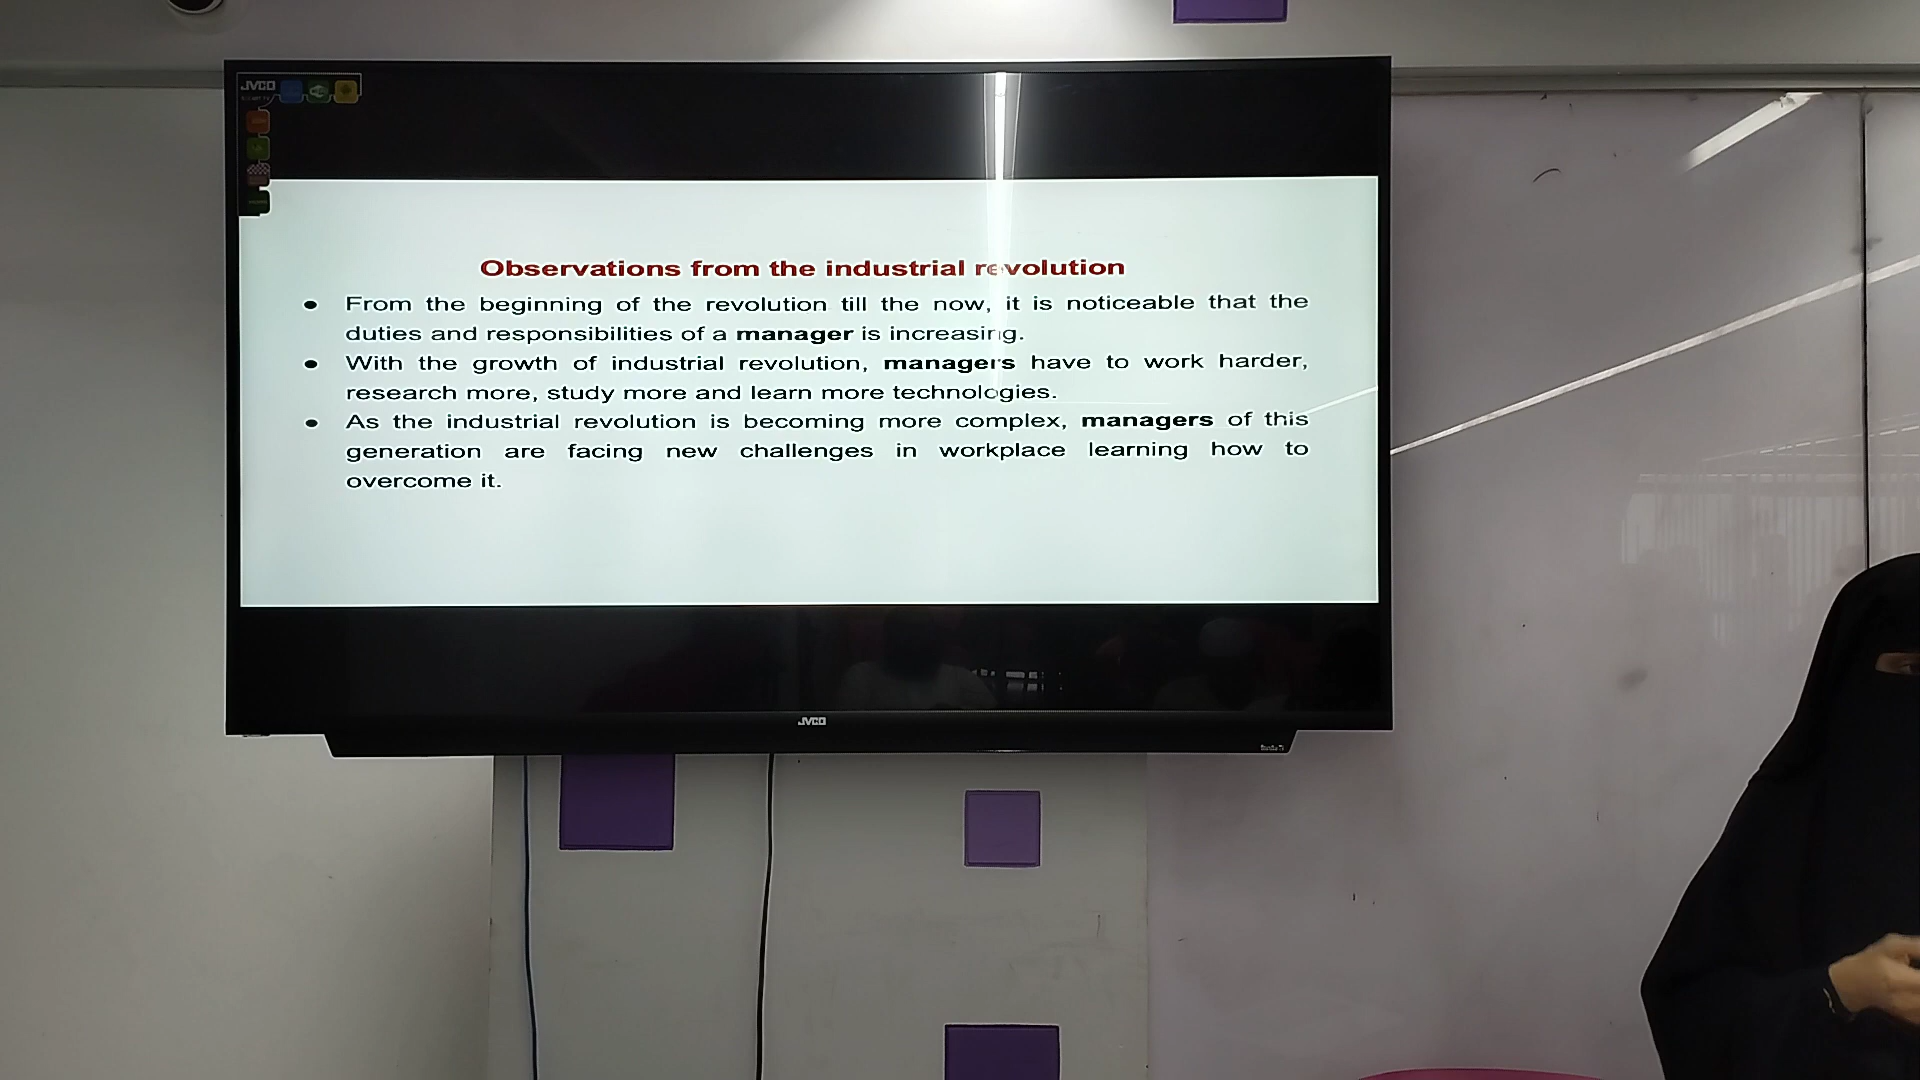 JVCO
Observations from the industrial revolution
● From the beginning of the revolution till the now, it is noticeable that the
duties and responsibilities of a manager is increasing.
● With the growth of industrial revolution, managers have to work harder,
research more, study more and learn more technologies.
● As the industrial revolution is becoming more complex, managers of this
generation are facing new challenges in workplace learning how to
overcome it.
JVCO